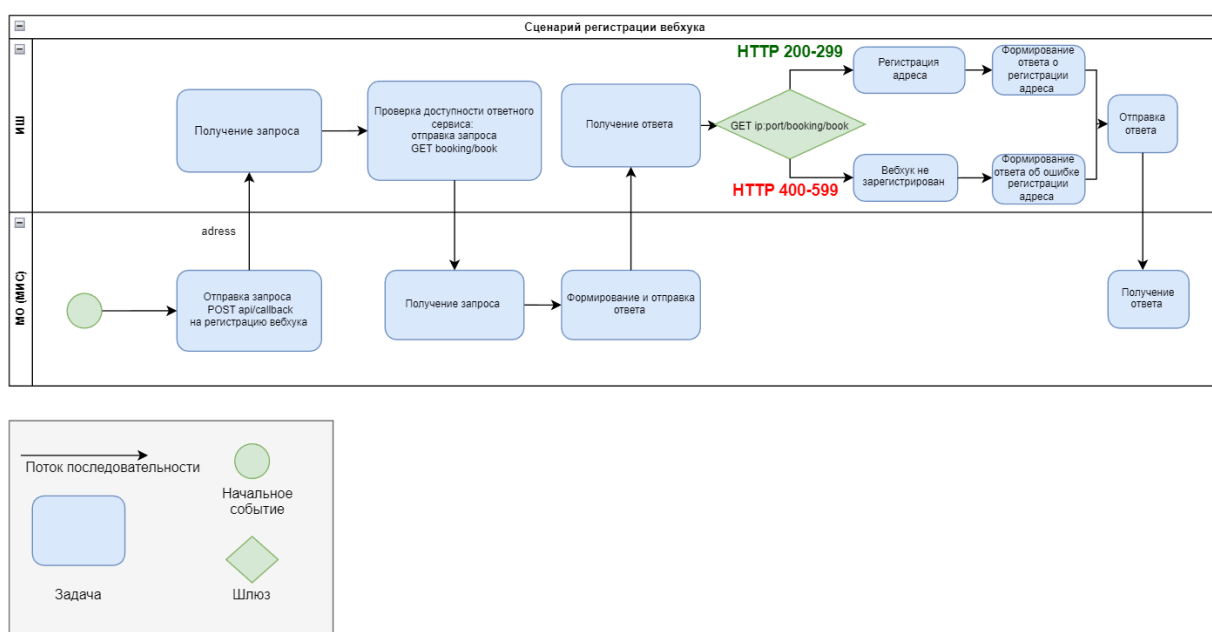 Сценарий регистрации вебхука
ИШ
HTTP 200-299
Получение запроса
Проверка доступности ответного
сервиса:
отправка запроса
GET booking/book
Получение ответа
GET ip:port/booking/book
Регистрация
адреса
Формирование
ответа о
регистрации
адреса
Отправка
ответа
HTTP 400-599
Вебхук не
зарегистрирован
Формирование
ответа об ошибке
регистрации
адреса
МО (МИС)
adress
Отправка запроса
POST api/callback
на регистрацию вебхука
Получение запроса
Формирование и отправка
ответа
Получение
ответа
Поток последовательности
Начальное
событие
Задача
Шлюз